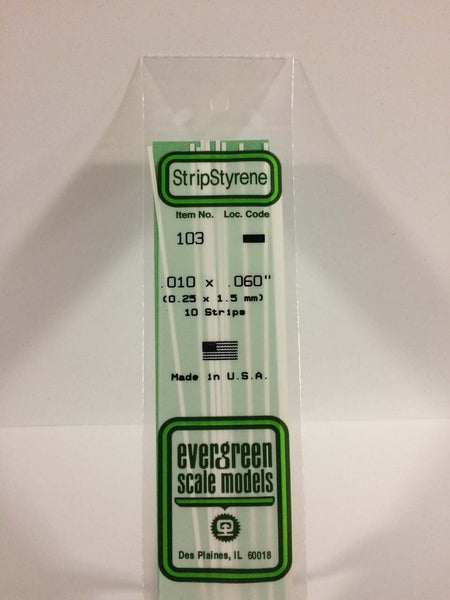 StripStyrene
Item No. Loc. Code
103
.010 x .060"
(0.25 x 1.5 mm)
10 Strips
Made in U.S.A.
evergreen
scale models
Des Plaines, IL 60018